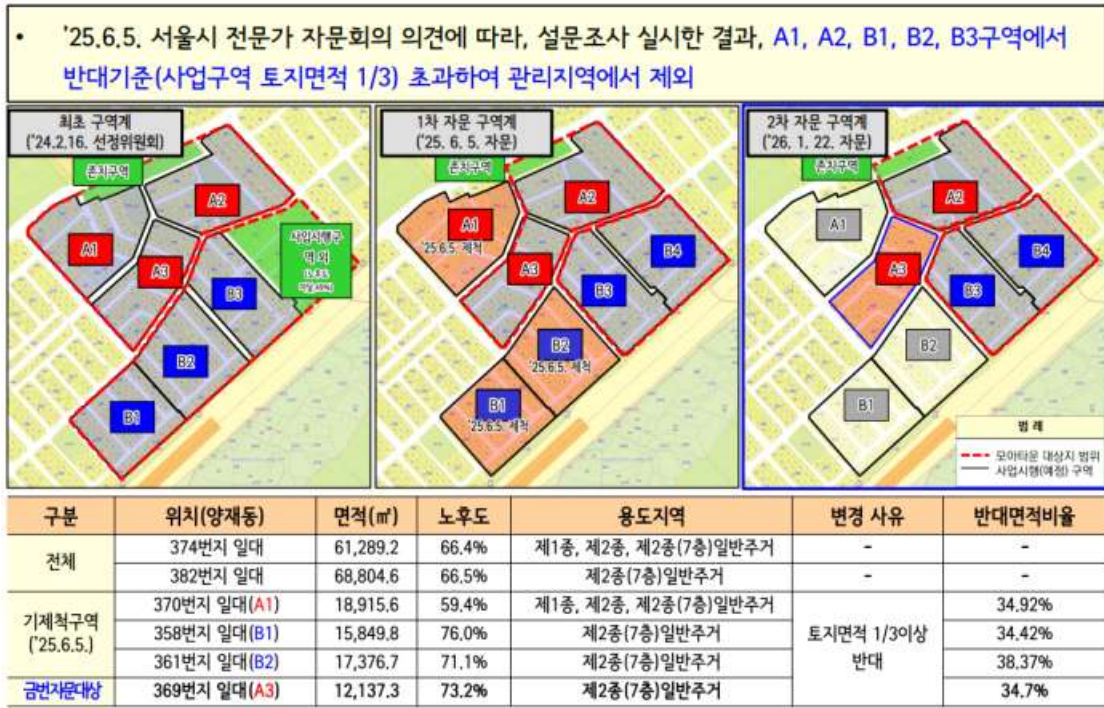 • '25.6.5. 서울시 전문가 자문회의 의견에 따라, 설문조사 실시한 결과, A1, A2, B1, B2, B3구역에서
반대기준(사업구역 토지면적 1/3) 초과하여 관리지역에서 제외
최초 구역계
('24.2.16. 선정위원회)
존치구역
A2
A1
A3
사업시행구
역 외
B3
B2
B1
1차 자문 구역계
('25. 6. 5. 자문)
존치구역
A2
A1
'25.6.5. 제척
A3
B4
B3
B2
'25.6.5. 제척
B1
'25.6.5. 제척
2차 자문 구역계
('26. 1. 22. 자문)
존치구역
A2
A1
A3
B4
B3
B2
B1
범 례
모아타운 대상지 범위
사업시행(예정) 구역
구분 위치(양재동) 면적(㎡) 노후도 용도지역 변경 사유 반대면적비율
전체 374번지 일대 61,289.2 66.4% 제1종, 제2종, 제2종(7층)일반주거 - -
382번지 일대 68,804.6 66.5% 제2종(7층)일반주거 - -
기제척구역
('25.6.5.)
370번지 일대(A1) 18,915.6 59.4% 제1종, 제2종, 제2종(7층)일반주거 34.92%
358번지 일대(B1) 15,849.8 76.0% 제2종(7층)일반주거 토지면적 1/3이상 34.42%
361번지 일대(B2) 17,376.7 71.1% 제2종(7층)일반주거 반대 38.37%
금번자문대상 369번지 일대(A3) 12,137.3 73.2% 제2종(7층)일반주거 34.7%